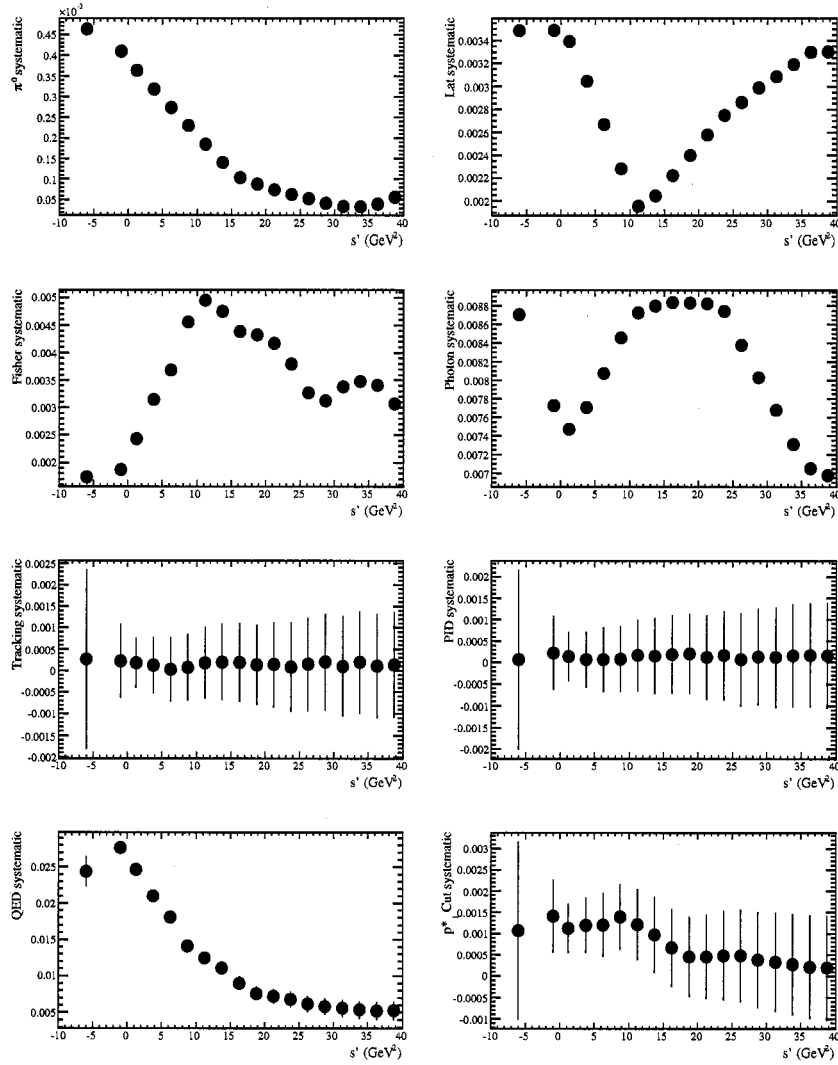 ×10⁻³
π⁰ systematic
0.45
0.4
0.35
0.3
0.25
0.2
0.15
0.1
0.05
-10 -5 0 5 10 15 20 25 30 35 40
s' (GeV²)
Lat systematic
0.0034
0.0032
0.003
0.0028
0.0026
0.0024
0.0022
0.002
-10 -5 0 5 10 15 20 25 30 35 40
s' (GeV²)
Fisher systematic
0.005
0.0045
0.004
0.0035
0.003
0.0025
0.002
-10 -5 0 5 10 15 20 25 30 35 40
s' (GeV²)
Photon systematic
0.0088
0.0086
0.0084
0.0082
0.008
0.0078
0.0076
0.0074
0.0072
0.007
-10 -5 0 5 10 15 20 25 30 35 40
s' (GeV²)
Tracking systematic
0.0025
0.002
0.0015
0.001
0.0005
0
-0.0005
-0.001
-0.0015
-0.002
-10 -5 0 5 10 15 20 25 30 35 40
s' (GeV²)
PID systematic
0.002
0.0015
0.001
0.0005
0
-0.0005
-0.001
-0.0015
-0.002
-10 -5 0 5 10 15 20 25 30 35 40
s' (GeV²)
QED systematic
0.025
0.02
0.015
0.01
0.005
-10 -5 0 5 10 15 20 25 30 35 40
s' (GeV²)
p*_Cut systematic
0.003
0.0025
0.002
0.0015
0.001
0.0005
0
-0.0005
-0.001
-10 -5 0 5 10 15 20 25 30 35 40
s' (GeV²)